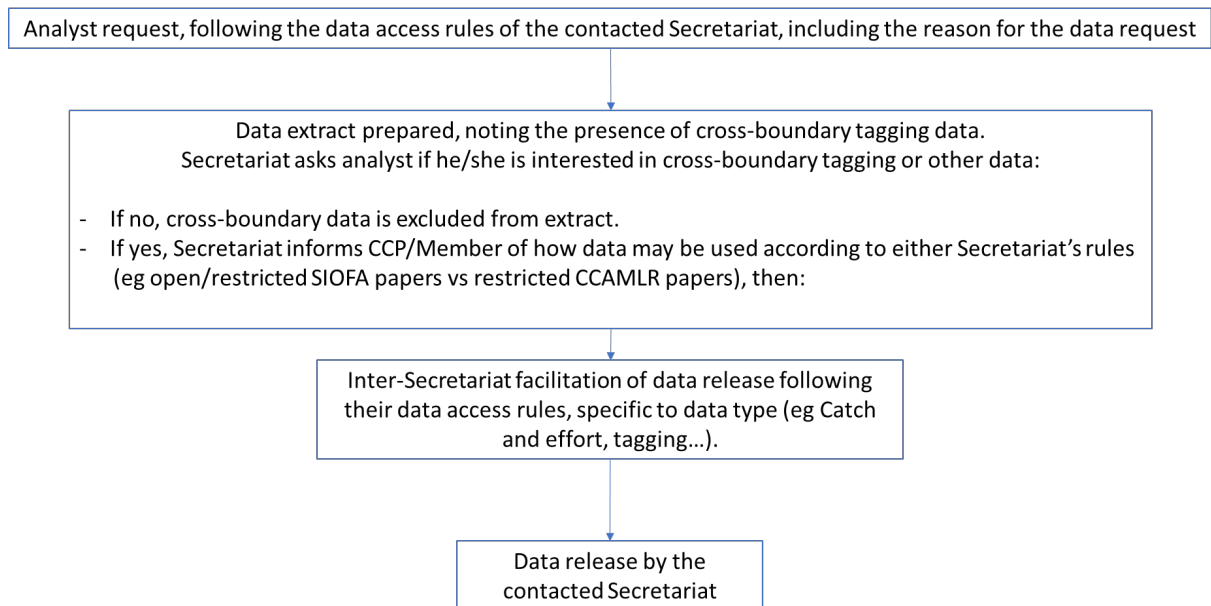 Analyst request, following the data access rules of the contacted Secretariat, including the reason for the data request
Data extract prepared, noting the presence of cross-boundary tagging data.
Secretariat asks analyst if he/she is interested in cross-boundary tagging or other data:
- If no, cross-boundary data is excluded from extract.
- If yes, Secretariat informs CCP/Member of how data may be used according to either Secretariat's rules
(eg open/restricted SIOFA papers vs restricted CCAMLR papers), then:
Inter-Secretariat facilitation of data release following
their data access rules, specific to data type (eg Catch
and effort, tagging…).
Data release by the
contacted Secretariat